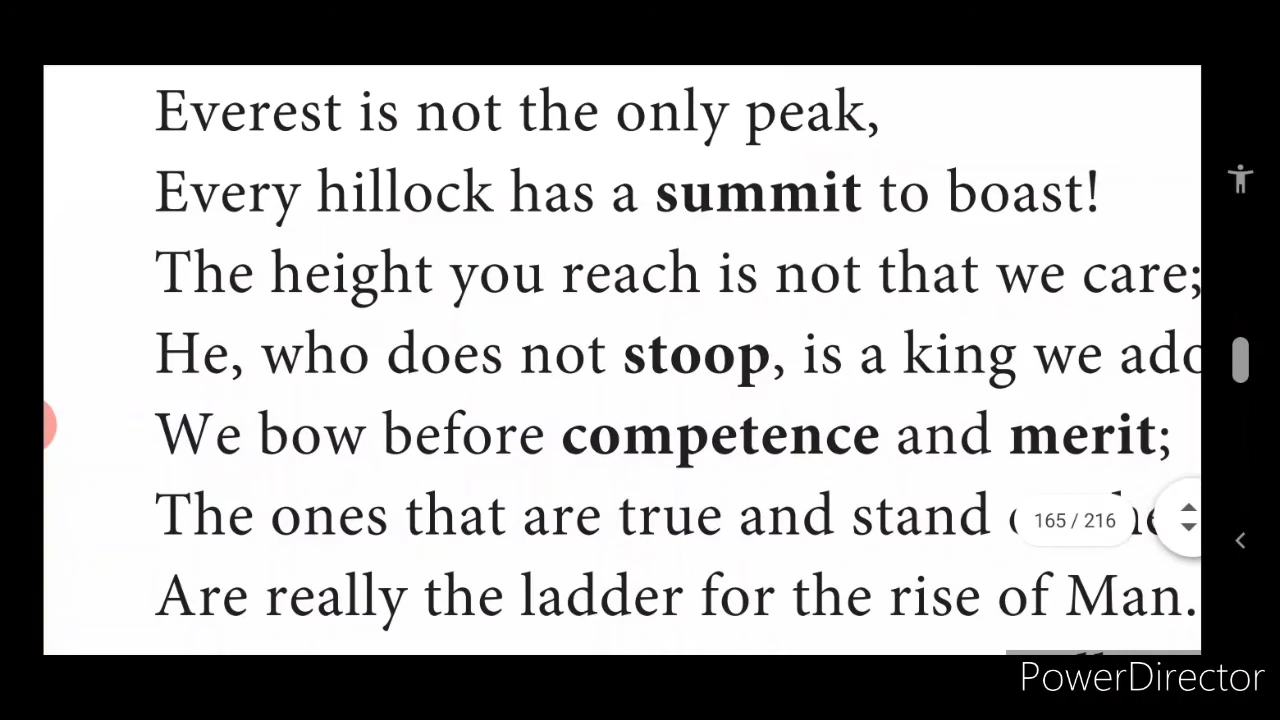 Everest is not the only peak,
Every hillock has a summit to boast!
The height you reach is not that we care;
He, who does not stoop, is a king we
We bow before competence and merit;
The ones that are true and stand
165 / 216
Are really the ladder for the rise of Man.
PowerDirector